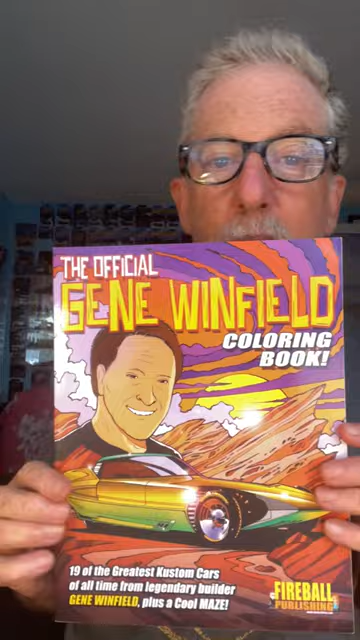 THE OFFICIAL
GENE WINFIELD
COLORING
BOOK!
19 of the Greatest Kustom Cars
of all time from legendary builder
GENE WINFIELD, plus a Cool MAZE!
FIREBALL
PUBLISHING